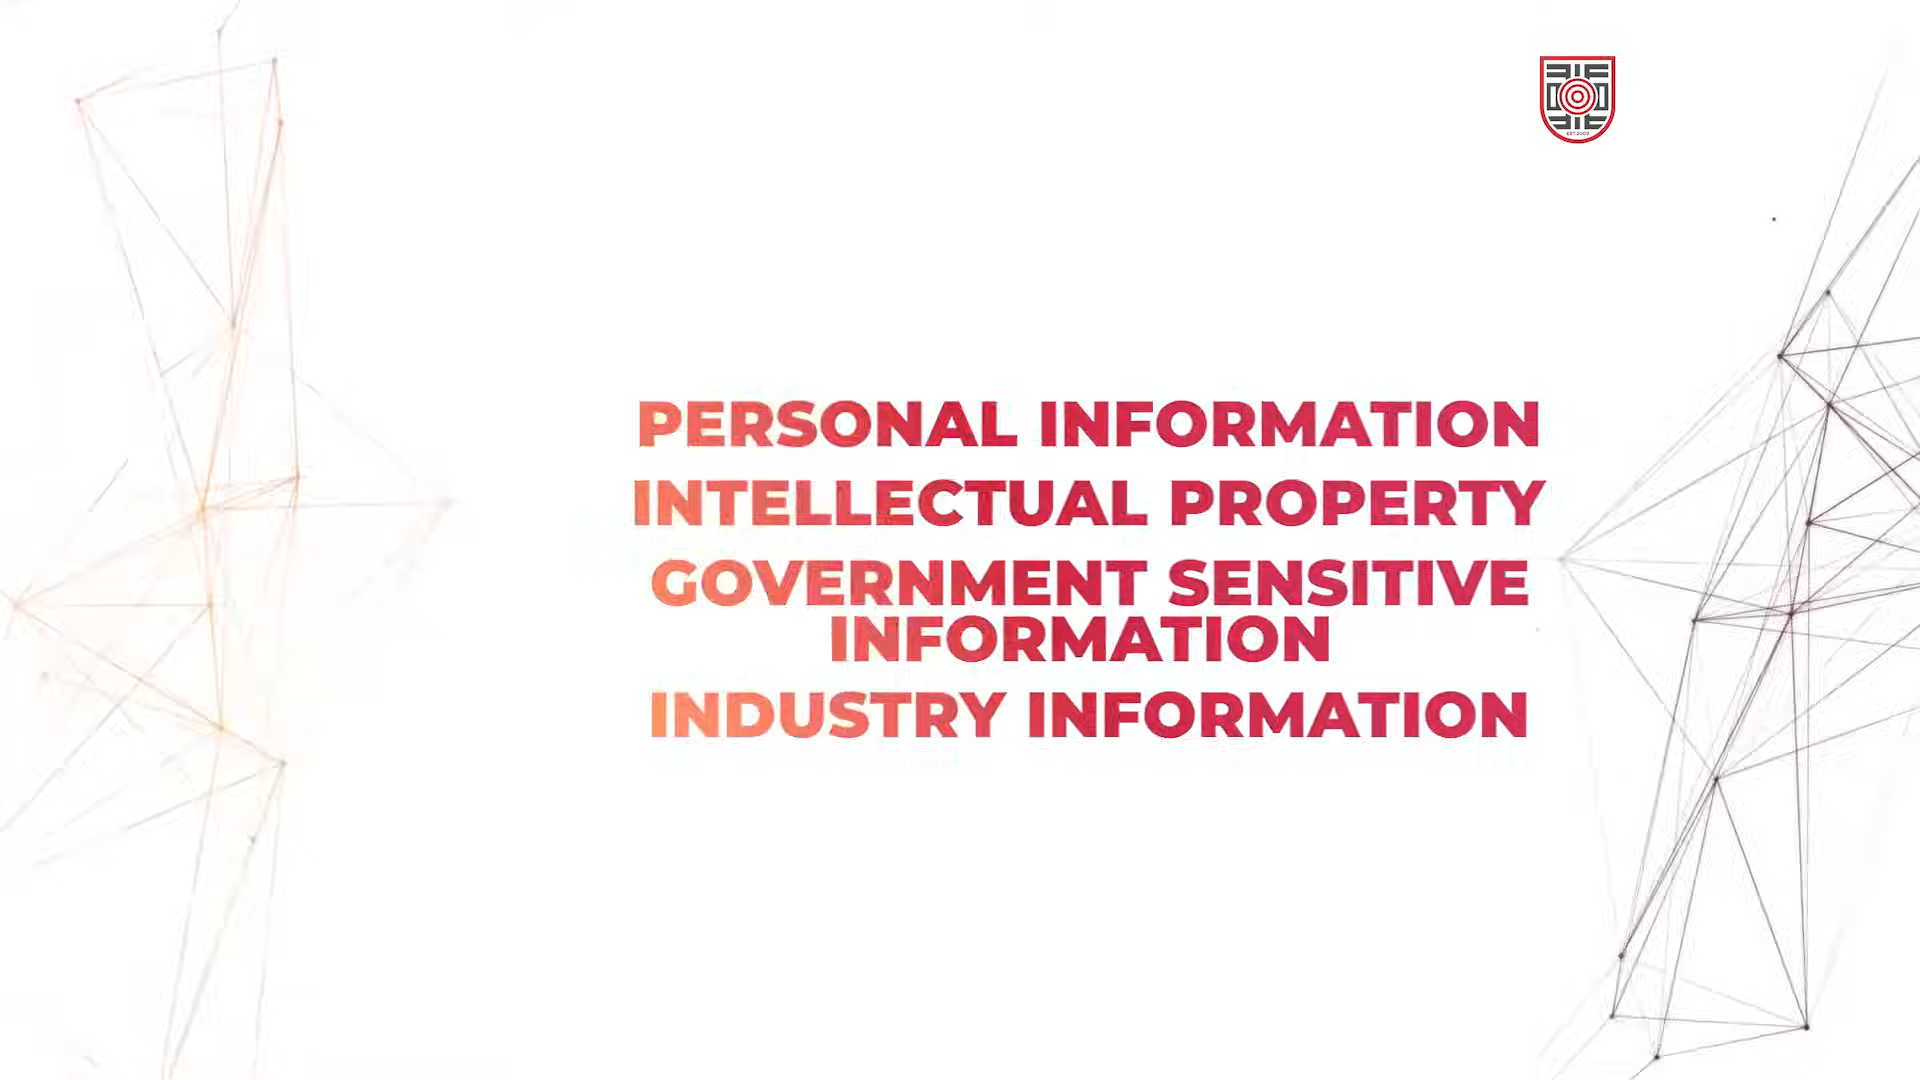 PERSONAL INFORMATION
INTELLECTUAL PROPERTY
GOVERNMENT SENSITIVE
INFORMATION
INDUSTRY INFORMATION